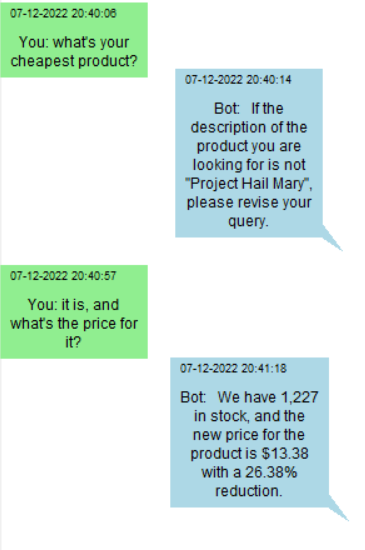 07-12-2022 20:40:06
You: what's your
cheapest product?
07-12-2022 20:40:14
Bot:   If the
description of the
product you are
looking for is not
"Project Hail Mary",
please revise your
query.
07-12-2022 20:40:57
You: it is, and
what's the price for
it?
07-12-2022 20:41:18
Bot:   We have 1,227
in stock, and the
new price for the
product is $13.38
with a 26.38%
reduction.